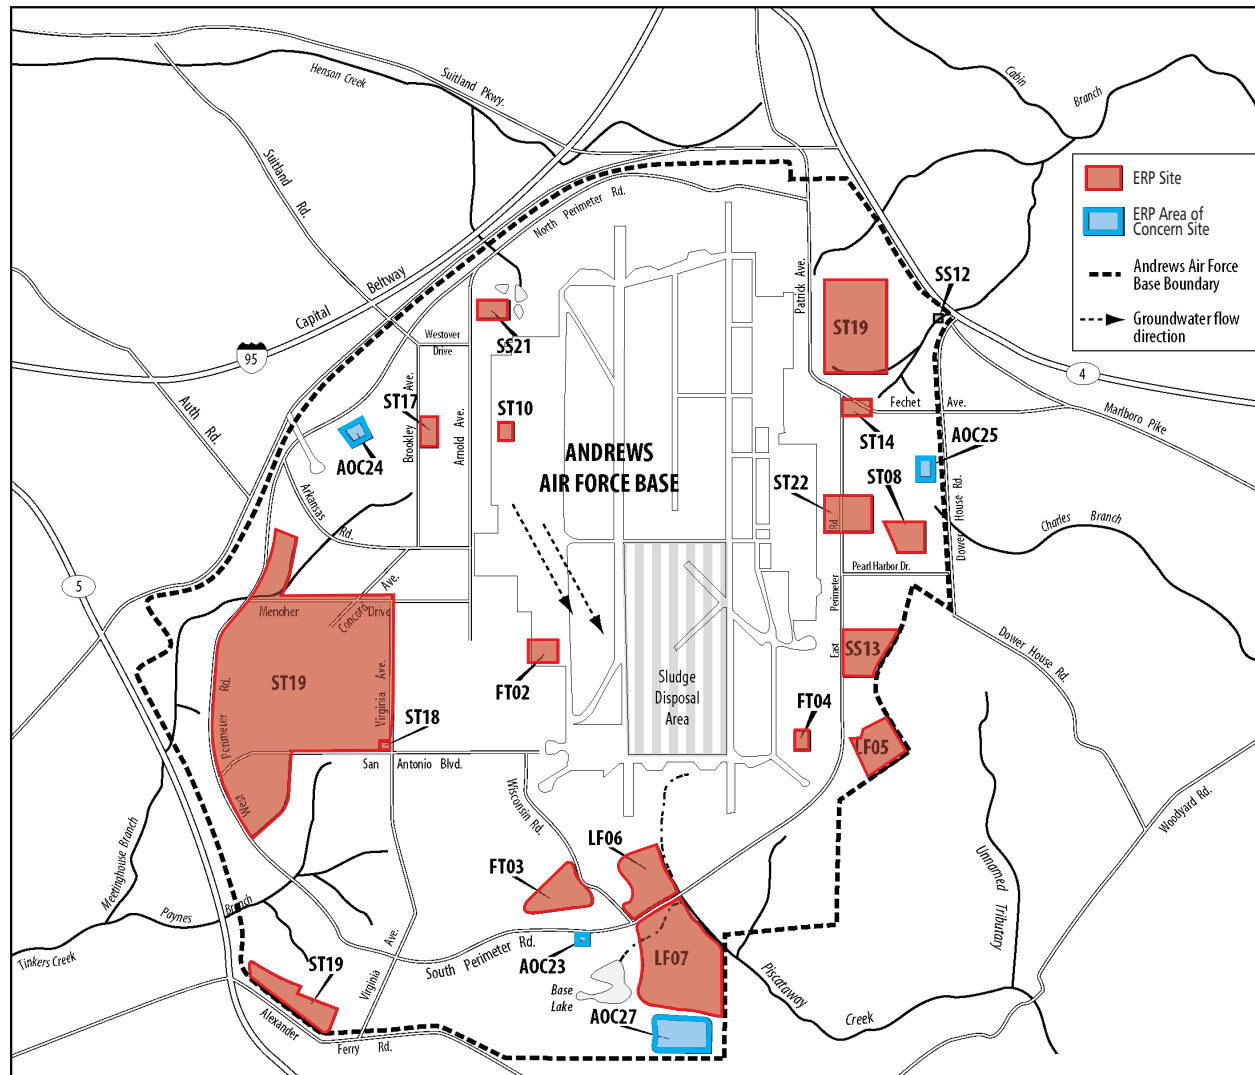 Henson Creek
Suitland Pkwy.
Cabin
Branch
Suitland Rd.
North Perimeter Rd.
Capital Beltway
95
Auth Rd.
Westover
Drive
SS21
Patrick Ave.
ST19
SS12
ERP Site
ERP Area of
Concern Site
Andrews Air Force
Base Boundary
Groundwater flow
direction
4
Marlboro Pike
Fechet Ave.
ST14
ST17
ST10
Brookley Ave.
Arnold Ave.
AOC24
ANDREWS
AIR FORCE BASE
AOC25
ST22
ST08
Dower House Rd.
Charles Branch
Arkansas Rd.
Pearl Harbor Dr.
5
Concord Ave.
Menoher Drive
East Perimeter Rd.
SS13
Dower House Rd.
ST19
Virginia Ave.
ST18
FT02
Sludge
Disposal
Area
FT04
LF05
West Perimeter Rd.
San Antonio Blvd.
Wisconsin Rd.
Woodyard Rd.
Meetinghouse Branch
LF06
FT03
Unnamed Tributary
Paynes Branch
Tinkers Creek
ST19
Virginia Ave.
South Perimeter Rd.
AOC23
LF07
Base
Lake
AOC27
Piscataway
Creek
Alexander
Ferry Rd.